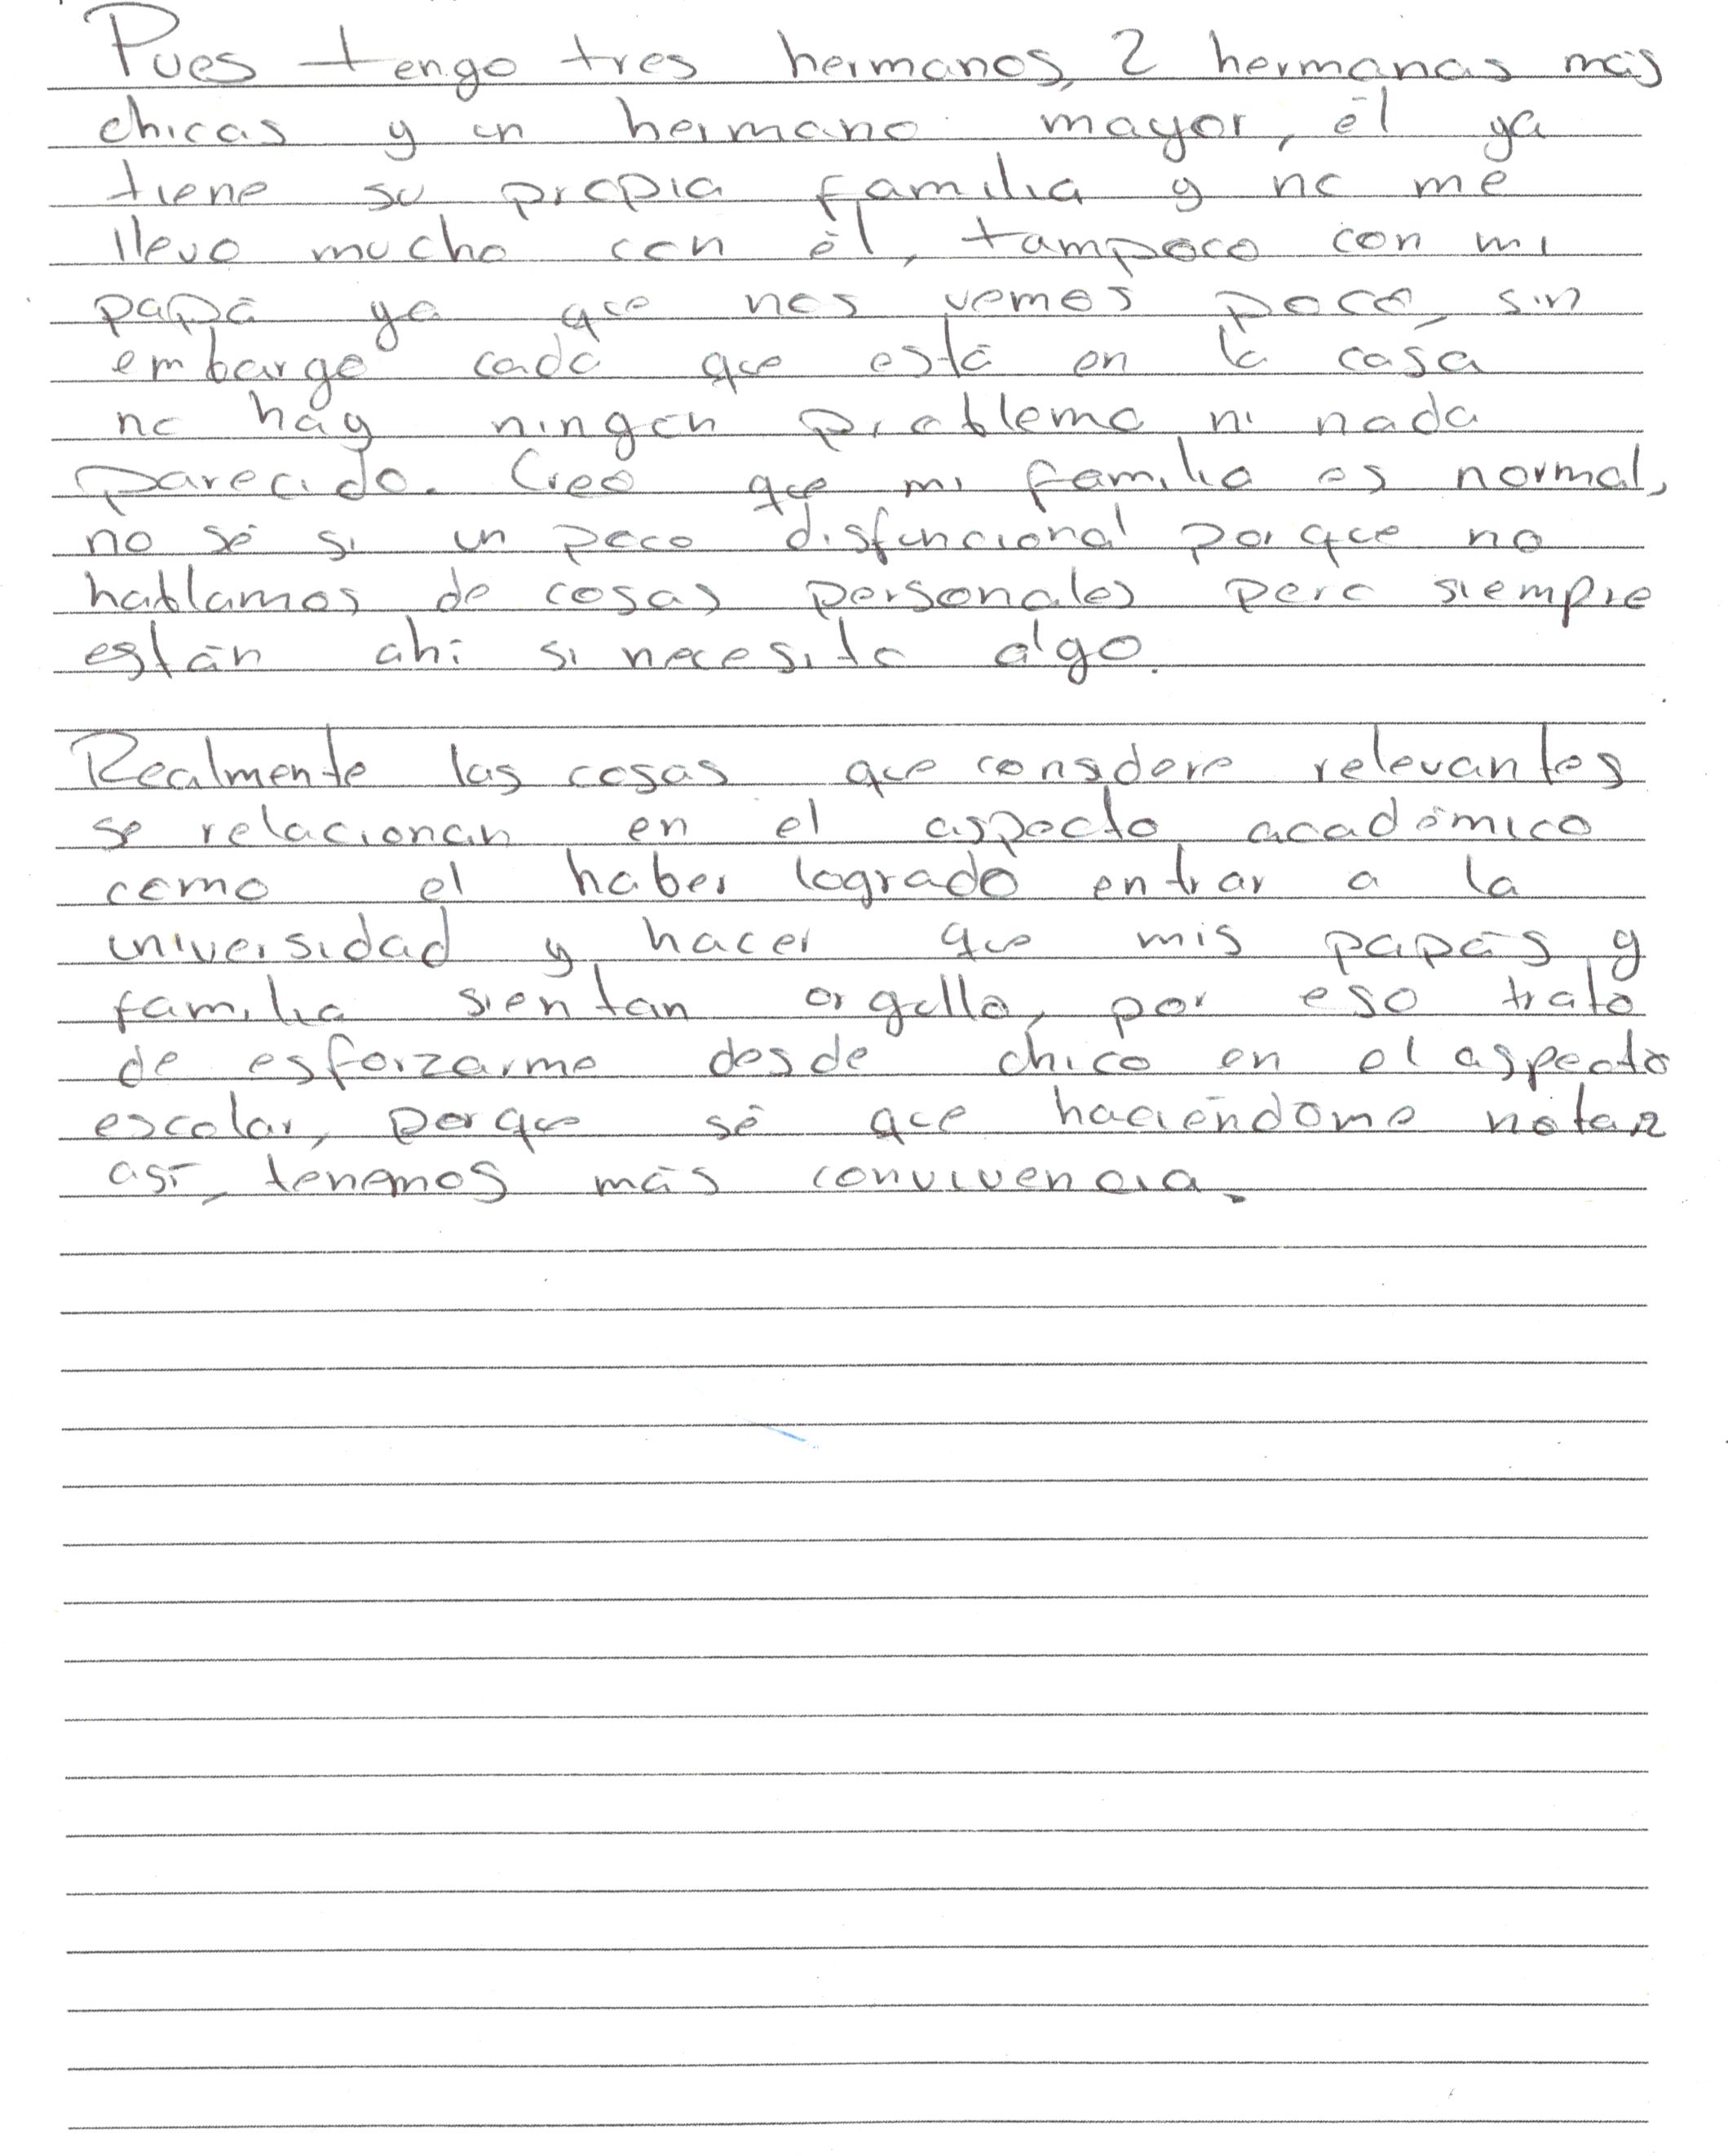 Pues tengo tres hermanos, 2 hermanas más
chicas y un hermano mayor, él ya
tiene su propia familia y no me
llevo mucho con él, tampoco con mi
papá ya que nos vemos poco, sin
embargo cada que está en la casa
no hay ningún problema ni nada
parecido. Creo que mi familia es normal,
no sé si un poco disfuncional porque no
hablamos de cosas personales pero siempre
están ahí si necesito algo.
Realmente las cosas que considero relevantes
se relacionan en el aspecto académico
como el haber logrado entrar a la
universidad y hacer que mis papás y
familia sientan orgullo, por eso trato
de esforzarme desde chico en el aspecto
escolar, porque sé que haciéndome notar
así, tenemos más convivencia.